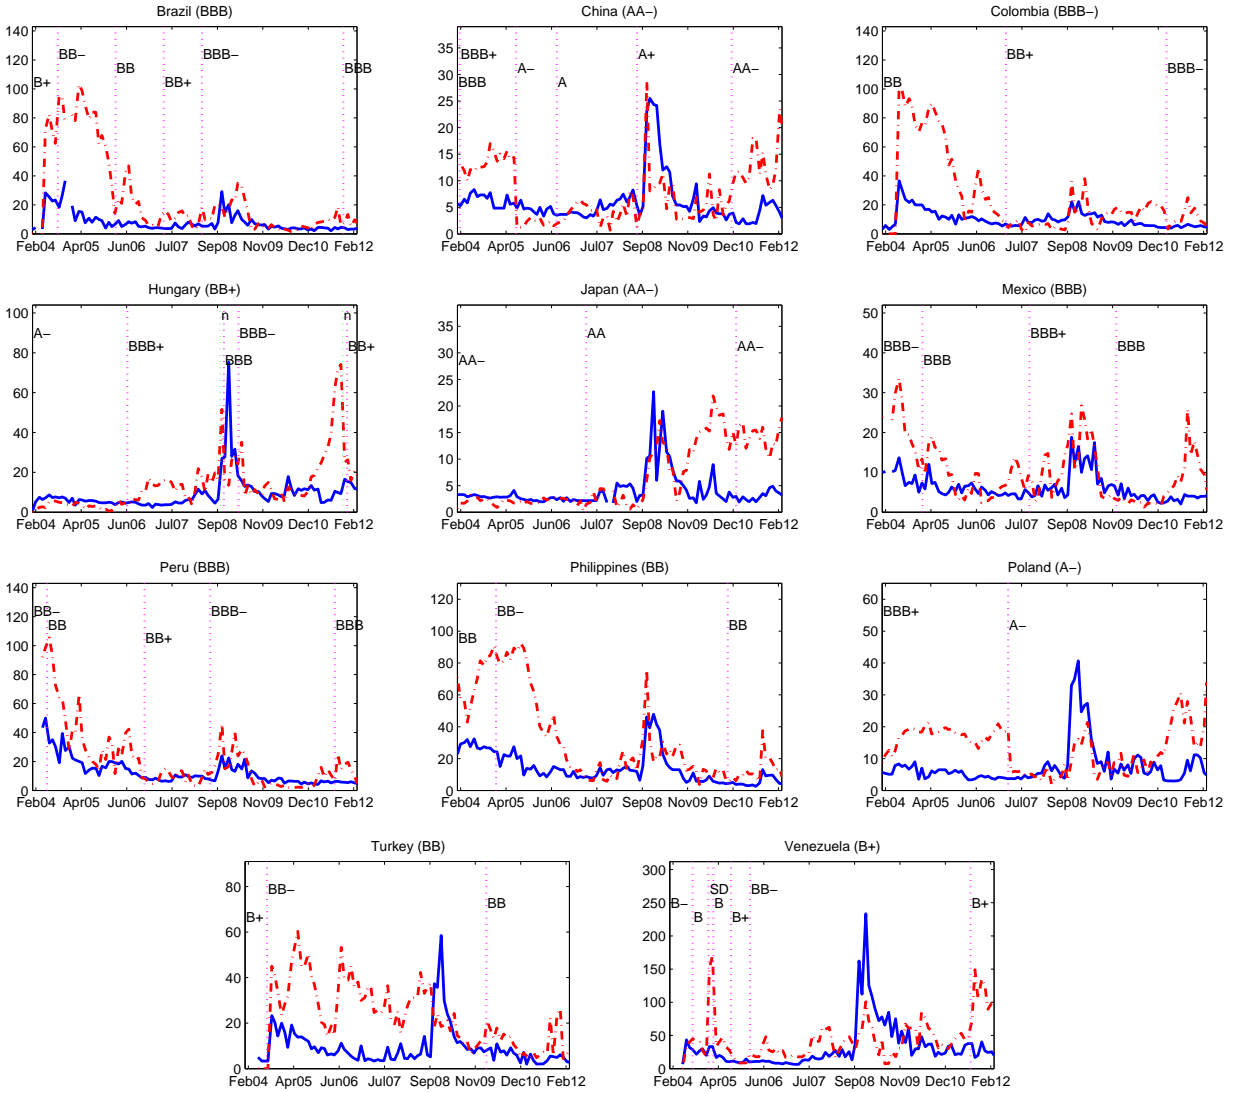 Brazil (BBB)
140
120
100
80
60
40
20
0
B+
BB−
BB
BB+
BBB−
BBB
Feb04 Apr05 Jun06 Jul07 Sep08 Nov09 Dec10 Feb12
China (AA−)
35
30
25
20
15
10
5
0
BBB+
BBB
A−
A
A+
AA−
Feb04 Apr05 Jun06 Jul07 Sep08 Nov09 Dec10 Feb12
Colombia (BBB−)
140
120
100
80
60
40
20
0
BB
BB+
BBB−
Feb04 Apr05 Jun06 Jul07 Sep08 Nov09 Dec10 Feb12
Hungary (BB+)
100
80
60
40
20
0
A−
BBB+
n
BBB
BBB−
n
BB+
Feb04 Apr05 Jun06 Jul07 Sep08 Nov09 Dec10 Feb12
Japan (AA−)
35
30
25
20
15
10
5
0
AA−
AA
AA−
Feb04 Apr05 Jun06 Jul07 Sep08 Nov09 Dec10 Feb12
Mexico (BBB)
50
40
30
20
10
0
BBB−
BBB
BBB+
BBB
Feb04 Apr05 Jun06 Jul07 Sep08 Nov09 Dec10 Feb12
Peru (BBB)
140
120
100
80
60
40
20
0
BB−
BB
BB+
BBB−
BBB
Feb04 Apr05 Jun06 Jul07 Sep08 Nov09 Dec10 Feb12
Philippines (BB)
120
100
80
60
40
20
0
BB
BB−
BB
Feb04 Apr05 Jun06 Jul07 Sep08 Nov09 Dec10 Feb12
Poland (A−)
60
50
40
30
20
10
0
BBB+
A−
Feb04 Apr05 Jun06 Jul07 Sep08 Nov09 Dec10 Feb12
Turkey (BB)
80
60
40
20
0
B+
BB−
BB
Feb04 Apr05 Jun06 Jul07 Sep08 Nov09 Dec10 Feb12
Venezuela (B+)
300
250
200
150
100
50
0
B−
B
SD
B
B+
BB−
B+
Feb04 Apr05 Jun06 Jul07 Sep08 Nov09 Dec10 Feb12